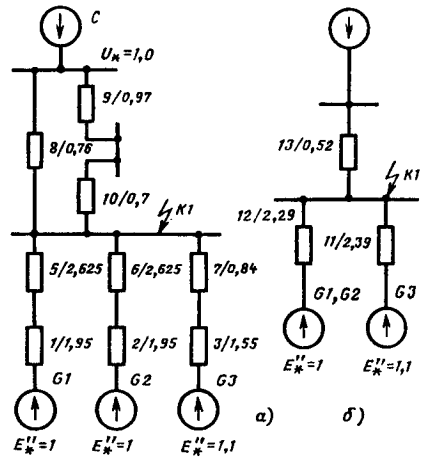 C
U*=1,0
9/0,97
8/0,76
10/0,7
K1
5/2,625
6/2,625
7/0,84
1/1,95
2/1,95
3/1,55
G1
G2
G3
E*"=1
E*"=1
E*"=1,1
а)
13/0,52
K1
12/2,29
11/2,39
G1,G2
G3
E*"=1
E*"=1,1
б)